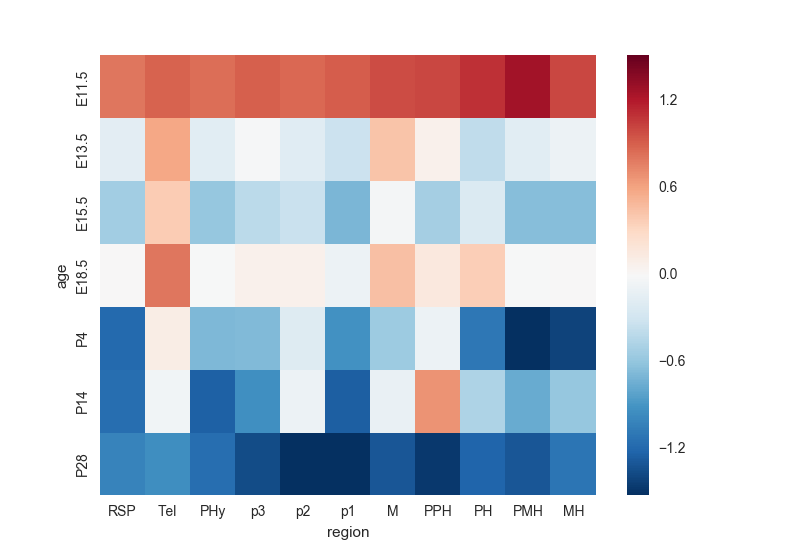 E11.5
E13.5
E15.5
E18.5
P4
P14
P28
age
RSP Tel PHy p3 p2 p1 M PPH PH PMH MH
region
1.2
0.6
0.0
−0.6
−1.2